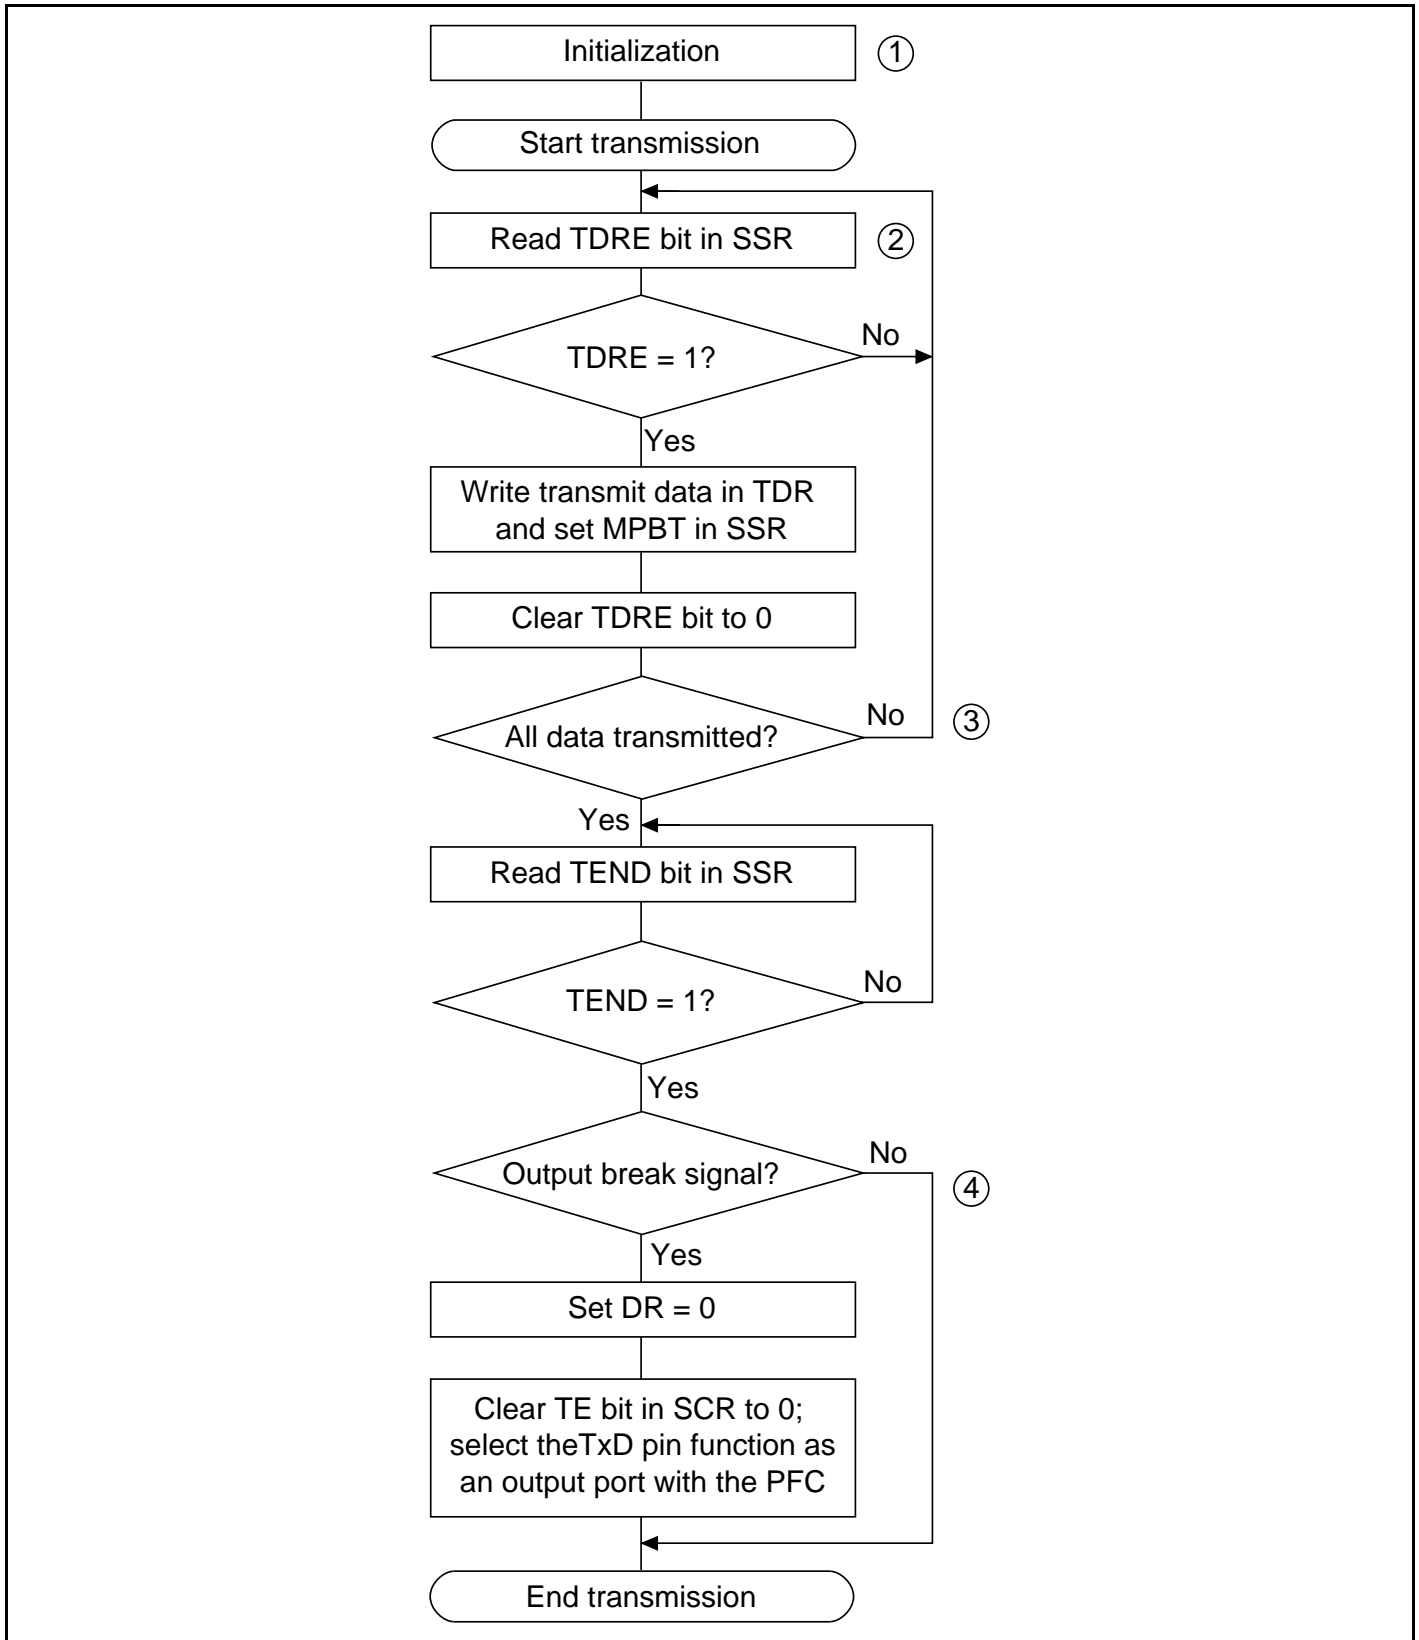 Initialization
①
Start transmission
Read TDRE bit in SSR
②
No
TDRE = 1?
Yes
Write transmit data in TDR
and set MPBT in SSR
Clear TDRE bit to 0
No
③
All data transmitted?
Yes
Read TEND bit in SSR
No
TEND = 1?
Yes
No
Output break signal?
④
Yes
Set DR = 0
Clear TE bit in SCR to 0;
select theTxD pin function as
an output port with the PFC
End transmission